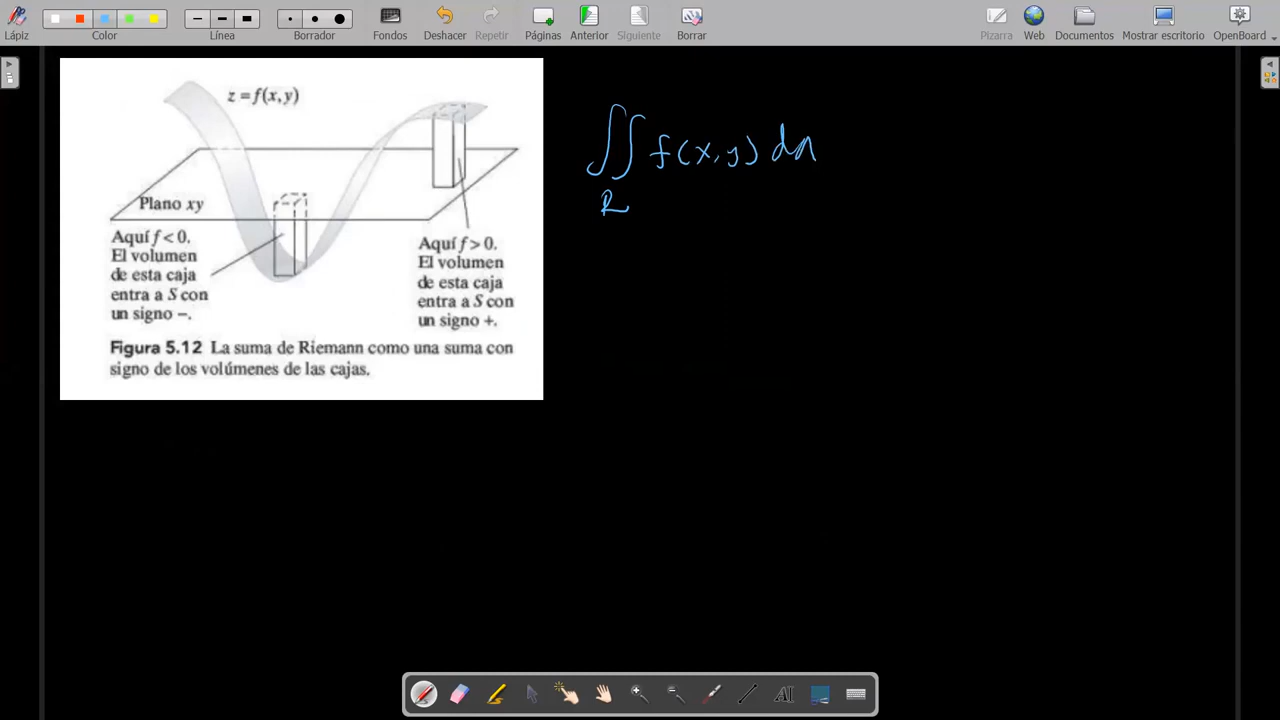 Lápiz
Color
Línea
Borrador
Fondos
Deshacer
Repetir
Páginas
Anterior
Siguiente
Borrar
Pizarra
Web
Documentos
Mostrar escritorio
OpenBoard
z = f(x, y)
Plano xy
Aquí f < 0.
El volumen
de esta caja
entra a S con
un signo −.
Aquí f > 0.
El volumen
de esta caja
entra a S con
un signo +.
Figura 5.12 La suma de Riemann como una suma con
signo de los volúmenes de las cajas.
∬ f(x, y) dA
R
AI